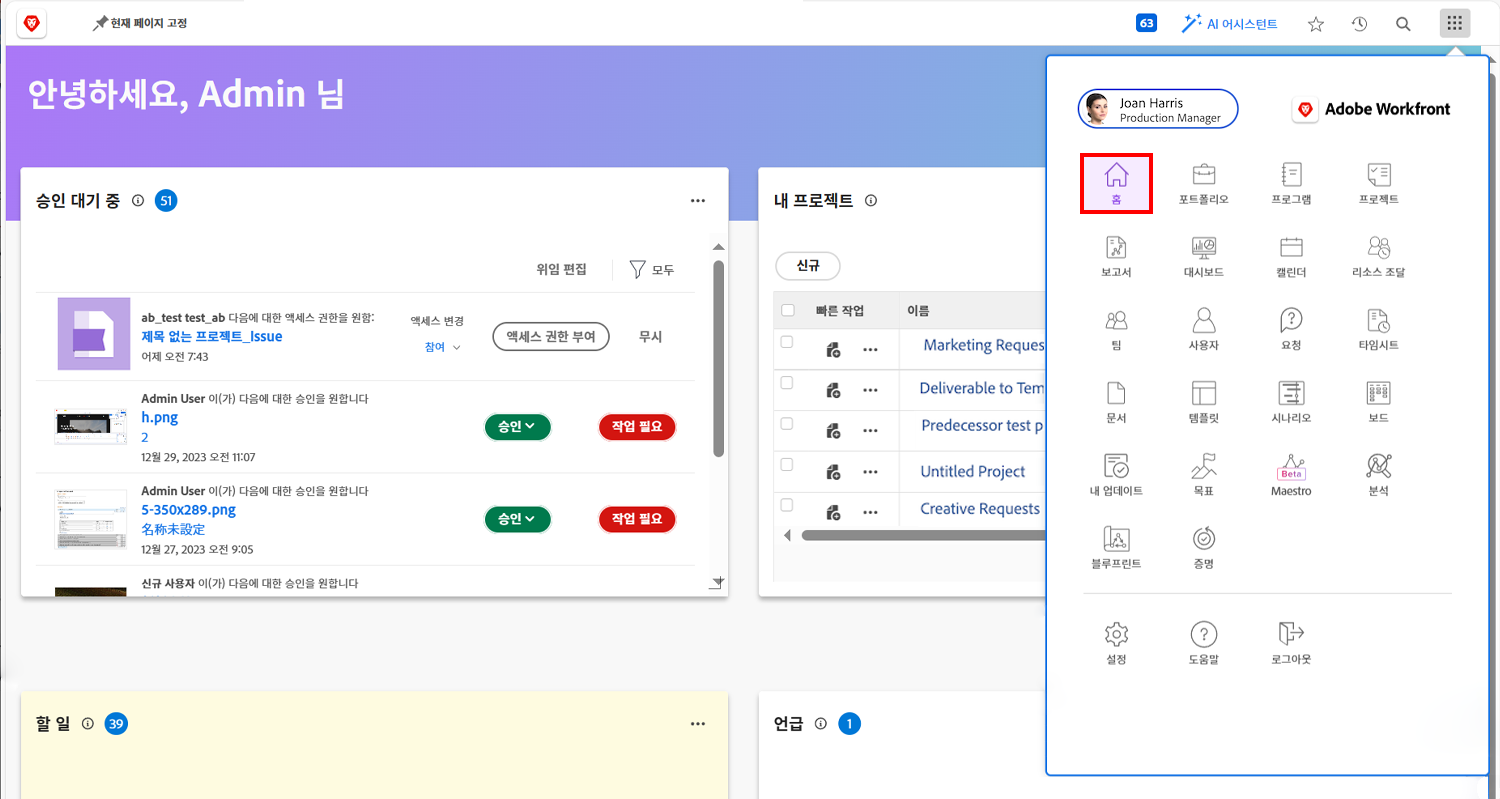 현재 페이지 고정
63
AI 어시스턴트
안녕하세요, Admin 님
승인 대기 중 51
위임 편집
모두
ab_test test_ab 다음에 대한 액세스 권한을 원함:
제목 없는 프로젝트_Issue
어제 오전 7:43
액세스 변경
참여
액세스 권한 부여
무시
Admin User 이(가) 다음에 대한 승인을 원합니다
h.png
2
12월 29, 2023 오전 11:07
승인
작업 필요
Admin User 이(가) 다음에 대한 승인을 원합니다
5-350x289.png
名称未設定
12월 27, 2023 오전 9:05
승인
작업 필요
신규 사용자 이(가) 다음에 대한 승인을 원합니다
내 프로젝트
신규
빠른 작업 이름
Marketing Reques
Deliverable to Tem
Predecessor test p
Untitled Project
Creative Requests
할 일 39
언급 1
Joan Harris
Production Manager
Adobe Workfront
홈 포트폴리오 프로그램 프로젝트
보고서 대시보드 캘린더 리소스 조달
팀 사용자 요청 타임시트
문서 템플릿 시나리오 보드
Beta
내 업데이트 목표 Maestro 분석
블루프린트 증명
설정 도움말 로그아웃